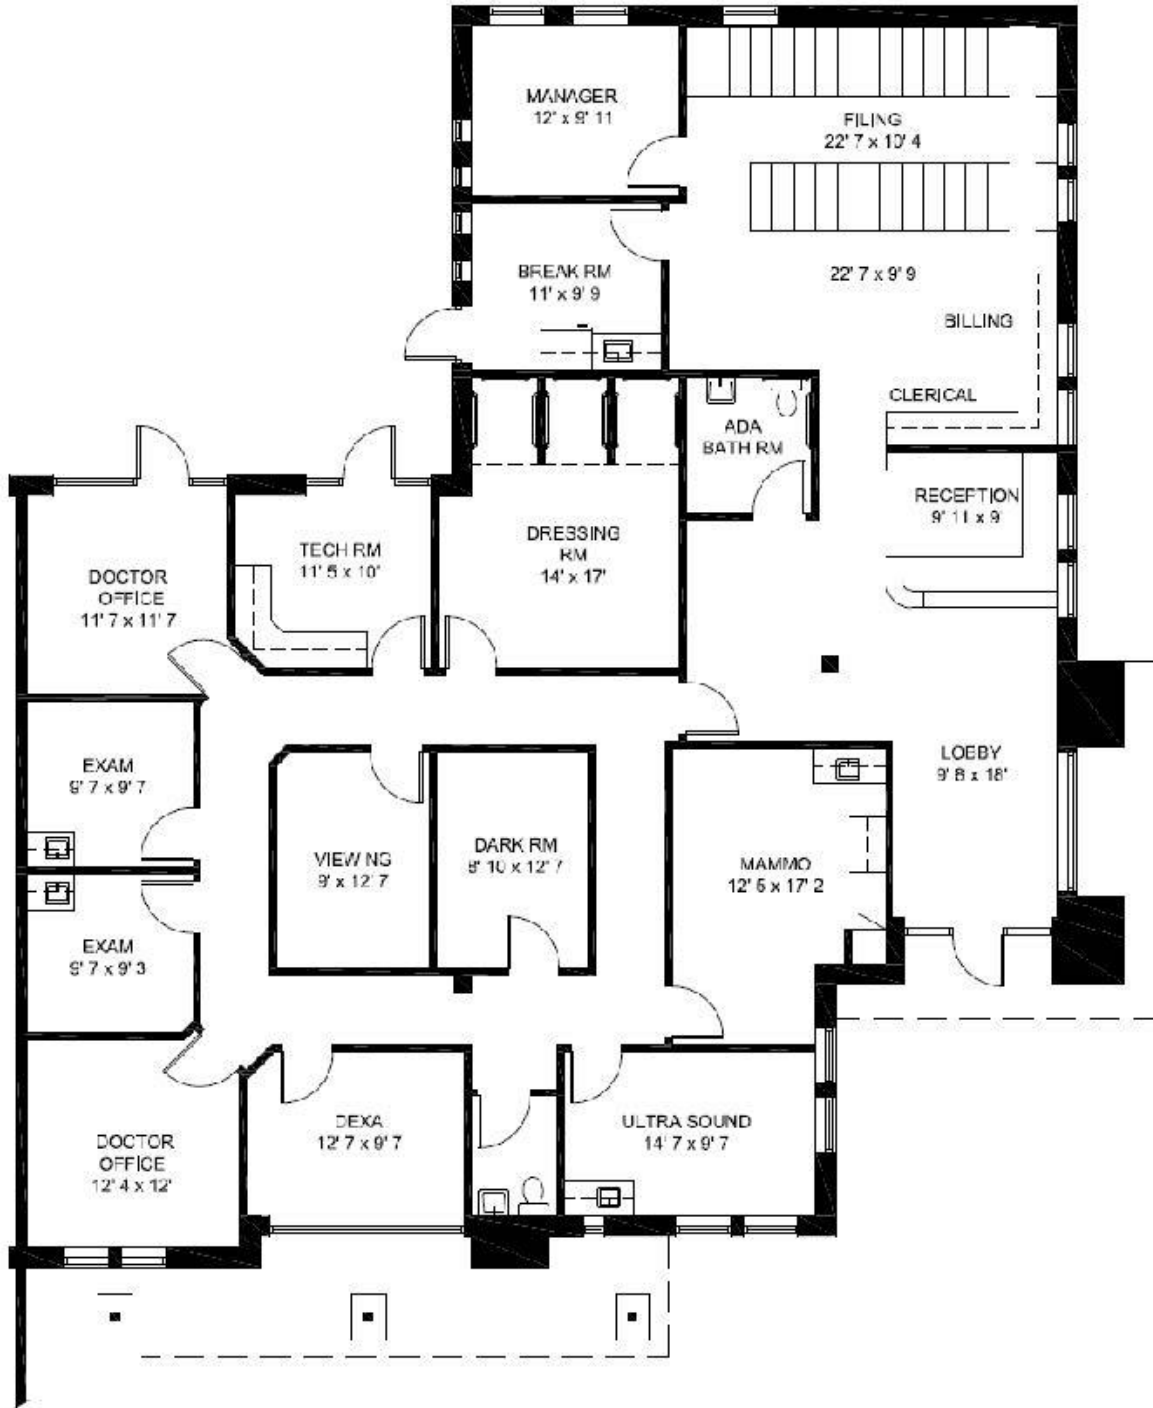 MANAGER
12' x 9' 11
FILING
22' 7 x 10' 4
BREAK RM
11' x 9' 9
22' 7 x 9' 9
BILLING
CLERICAL
ADA
BATH RM
RECEPTION
9' 11 x 9'
DRESSING
RM
14' x 17'
TECH RM
11' 5 x 10'
DOCTOR
OFFICE
11' 7 x 11' 7
EXAM
9' 7 x 9' 7
LOBBY
9' 8 x 18'
VIEW NG
9' x 12' 7
DARK RM
8' 10 x 12' 7
MAMMO
12' 5 x 17' 2
EXAM
9' 7 x 9' 3
DEXA
12' 7 x 9' 7
ULTRA SOUND
14' 7 x 9' 7
DOCTOR
OFFICE
12' 4 x 12'